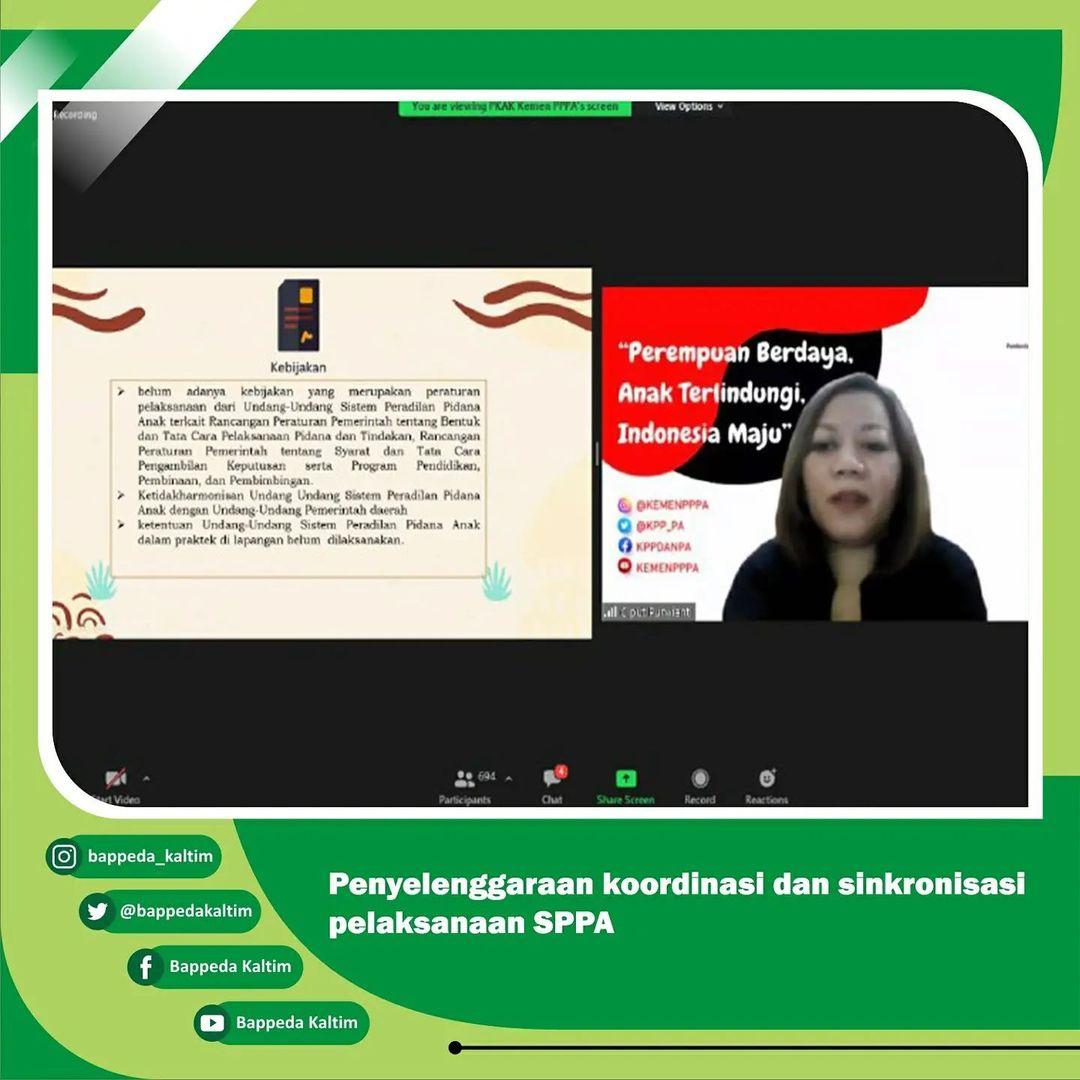 Recording
You are viewing PKAK Kemen PPPA's screen
View Options
Kebijakan
➢ belum adanya kebijakan yang merupakan peraturan
pelaksanaan dari Undang-Undang Sistem Peradilan Pidana
Anak terkait Rancangan Peraturan Pemerintah tentang Bentuk
dan Tata Cara Pelaksanaan Pidana dan Tindakan, Rancangan
Peraturan Pemerintah tentang Syarat dan Tata Cara
Pengambilan Keputusan serta Program Pendidikan,
Pembinaan, dan Pembimbingan.
➢ Ketidakharmonisan Undang Undang Sistem Peradilan Pidana
Anak dengan Undang-Undang Pemerintah daerah
➢ ketentuan Undang-Undang Sistem Peradilan Pidana Anak
dalam praktek di lapangan belum dilaksanakan.
“Perempuan Berdaya,
Anak Terlindungi,
Indonesia Maju”
@KEMENPPPA
@KPP_PA
KPPDANPA
KEMENPPPA
Video
694
4
Participants
Chat
Share Screen
Record
Reactions
bappeda_kaltim
@bappedakaltim
Bappeda Kaltim
Bappeda Kaltim
Penyelenggaraan koordinasi dan sinkronisasi
pelaksanaan SPPA